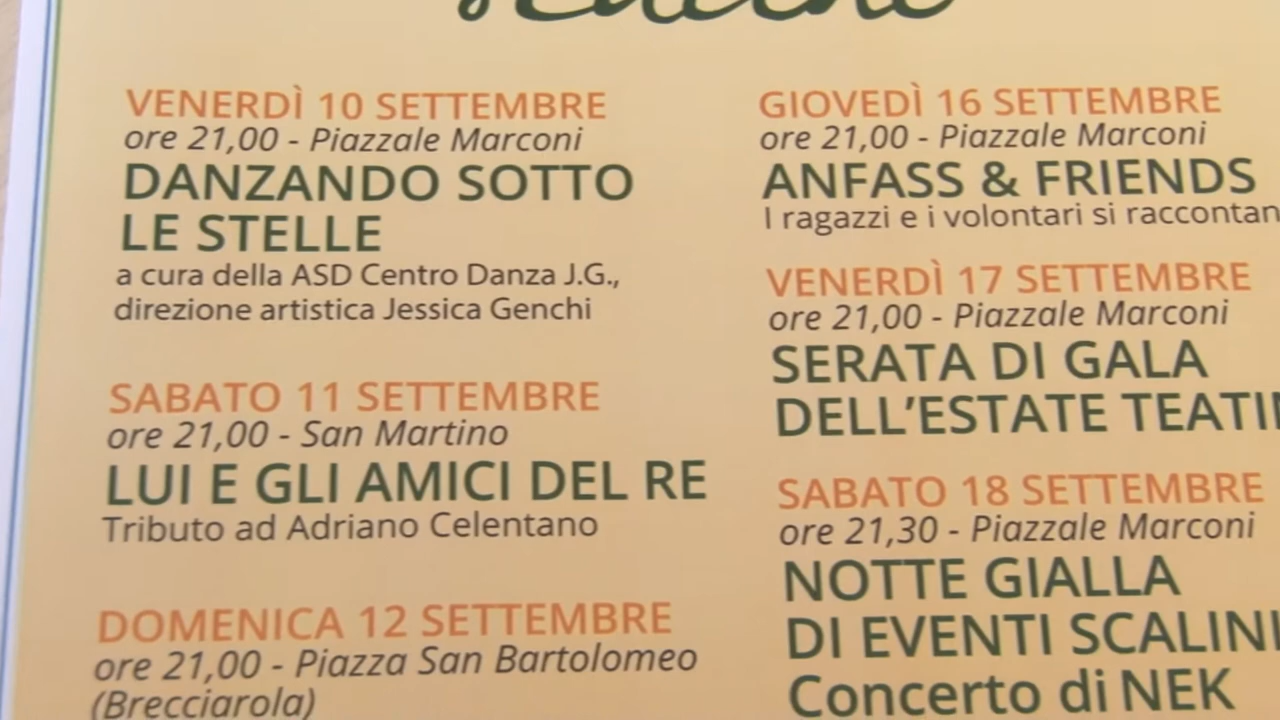 VENERDÌ 10 SETTEMBRE
ore 21,00 - Piazzale Marconi
DANZANDO SOTTO
LE STELLE
a cura della ASD Centro Danza J.G.,
direzione artistica Jessica Genchi
SABATO 11 SETTEMBRE
ore 21,00 - San Martino
LUI E GLI AMICI DEL RE
Tributo ad Adriano Celentano
DOMENICA 12 SETTEMBRE
ore 21,00 - Piazza San Bartolomeo
(Brecciarola)
GIOVEDÌ 16 SETTEMBRE
ore 21,00 - Piazzale Marconi
ANFASS & FRIENDS
I ragazzi e i volontari si raccontan
VENERDÌ 17 SETTEMBRE
ore 21,00 - Piazzale Marconi
SERATA DI GALA
DELL'ESTATE TEATIN
SABATO 18 SETTEMBRE
ore 21,30 - Piazzale Marconi
NOTTE GIALLA
DI EVENTI SCALINI
Concerto di NEK